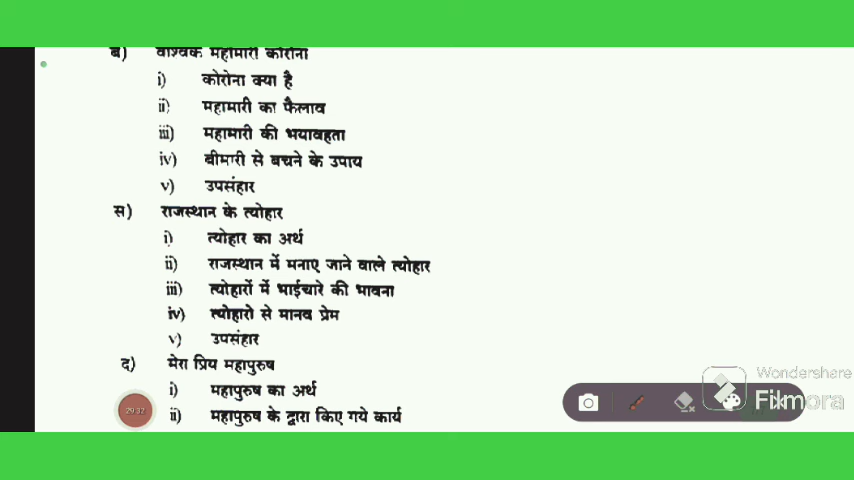 ब) वैश्विक महामारी कोरोना
i) कोरोना क्या है
ii) महामारी का फैलाव
iii) महामारी की भयावहता
iv) बीमारी से बचने के उपाय
v) उपसंहार
स) राजस्थान के त्योहार
i) त्योहार का अर्थ
ii) राजस्थान में मनाए जाने वाले त्योहार
iii) त्योहारों में भाईचारे की भावना
iv) त्योहारो से मानव प्रेम
v) उपसंहार
द) मेरा प्रिय महापुरुष
i) महापुरुष का अर्थ
ii) महापुरुष के द्वारा किए गये कार्य
29:32
Wondershare
Filmora